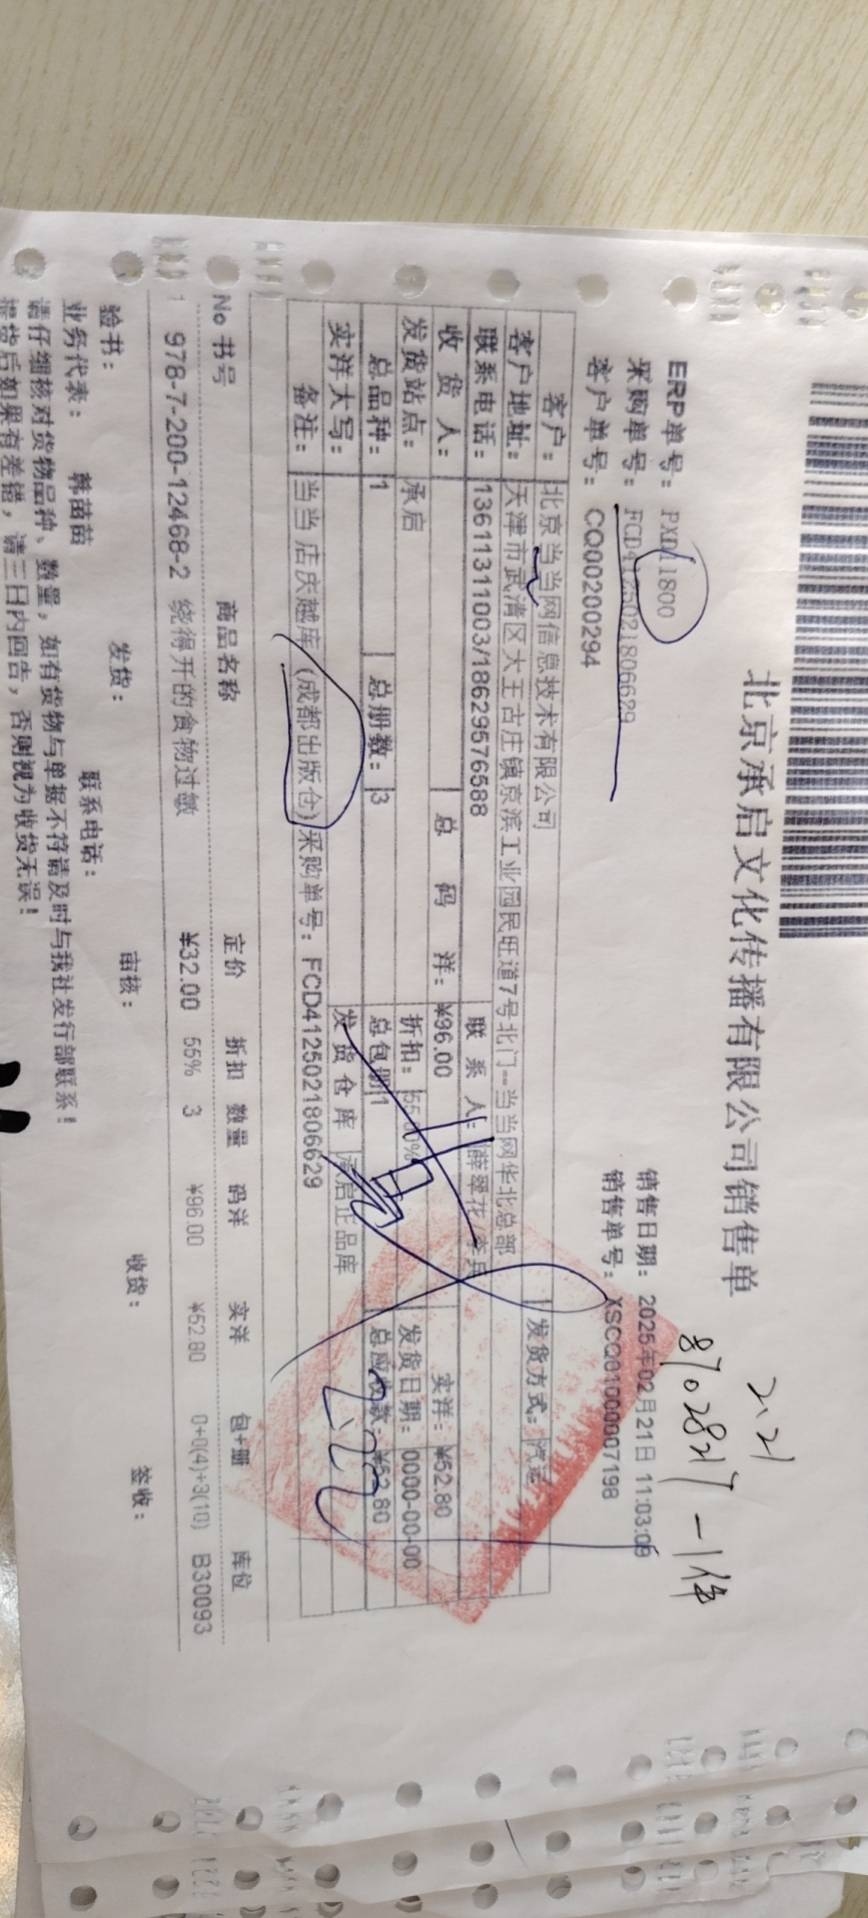 北京承启文化传播有限公司销售单
2.21
ERP单号： PXD11800
销售日期： 2025年02月21日 11:03:09
采购单号： FCD4125021806629
销售单号： XSCQ01000007198
客户单号： CQ00200294
客户： 北京当当网信息技术有限公司 发货方式： 汽运
客户地址： 天津市武清区大王古庄镇京滨工业园民旺道7号北门—当当网华北总部
联系电话： 13611311003/18629576588 联系人： 薛翠花/李
收货人： 总码洋： ¥96.00 实洋： ¥52.80
发货站点： 承启 折扣： 55.00% 发货日期： 0000-00-00
总品种： 1 总册数： 3 总包册 1 总应收款： ¥52.80
实洋大写： 发货仓库 承启正品库
备注： 当当 店庆越库 (成都出版仓) 采购单号： FCD4125021806629
No 书号 商品名称 定价 折扣 数量 码洋 实洋 包+册 库位
1 978-7-200-12468-2 绕得开的食物过敏 ¥32.00 55% 3 ¥96.00 ¥52.80 0+0(4)+3(10) B30093
验书： 发货： 审核： 收货： 签收：
业务代表： 韩苗苗 联系电话：
请仔细核对货物品种、数量，如有货物与单据不符请及时与我社发行部联系！
提货后如果有差错，请三日内回告，否则视为收货无误！